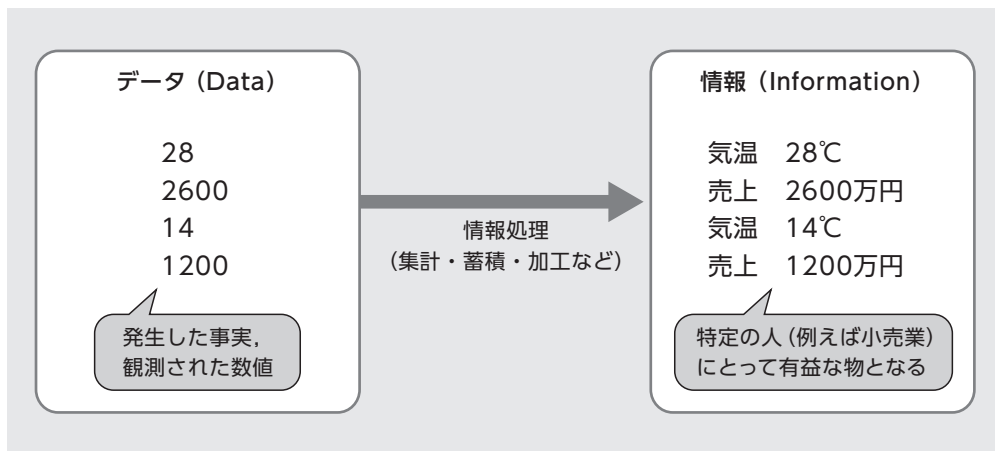 データ（Data）
28
2600
14
1200
発生した事実，
観測された数値
情報処理
（集計・蓄積・加工など）
情報（Information）
気温　28℃
売上　2600万円
気温　14℃
売上　1200万円
特定の人（例えば小売業）
にとって有益な物となる